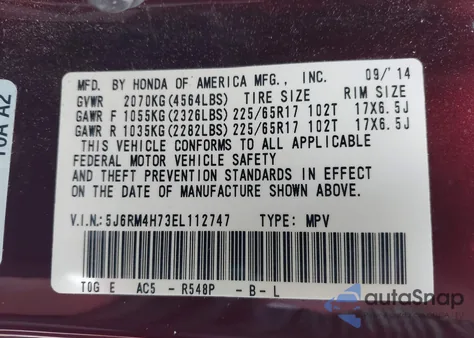 MFD. BY HONDA OF AMERICA MFG., INC. 09/'14
GVWR 2070KG(4564LBS) TIRE SIZE RIM SIZE
GAWR F 1055KG(2326LBS) 225/65R17 102T 17X6.5J
GAWR R 1035KG(2282LBS) 225/65R17 102T 17X6.5J
THIS VEHICLE CONFORMS TO ALL APPLICABLE
FEDERAL MOTOR VEHICLE SAFETY
AND THEFT PREVENTION STANDARDS IN EFFECT
ON THE DATE OF MANUFACTURE SHOWN ABOVE.
V.I.N.:5J6RM4H73EL112747 TYPE: MPV
TOG E AC5 - R548P - B - L
autoSnap